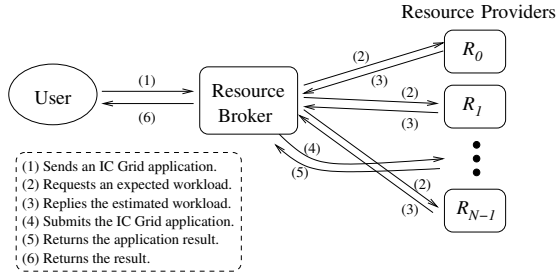 Resource Providers
(2)
R0
(3)
(1)
User
(6)
Resource
Broker
(2)
R1
(3)
(4)
(5)
(2)
(3)
RN−1
(1) Sends an IC Grid application.
(2) Requests an expected workload.
(3) Replies the estimated workload.
(4) Submits the IC Grid application.
(5) Returns the application result.
(6) Returns the result.